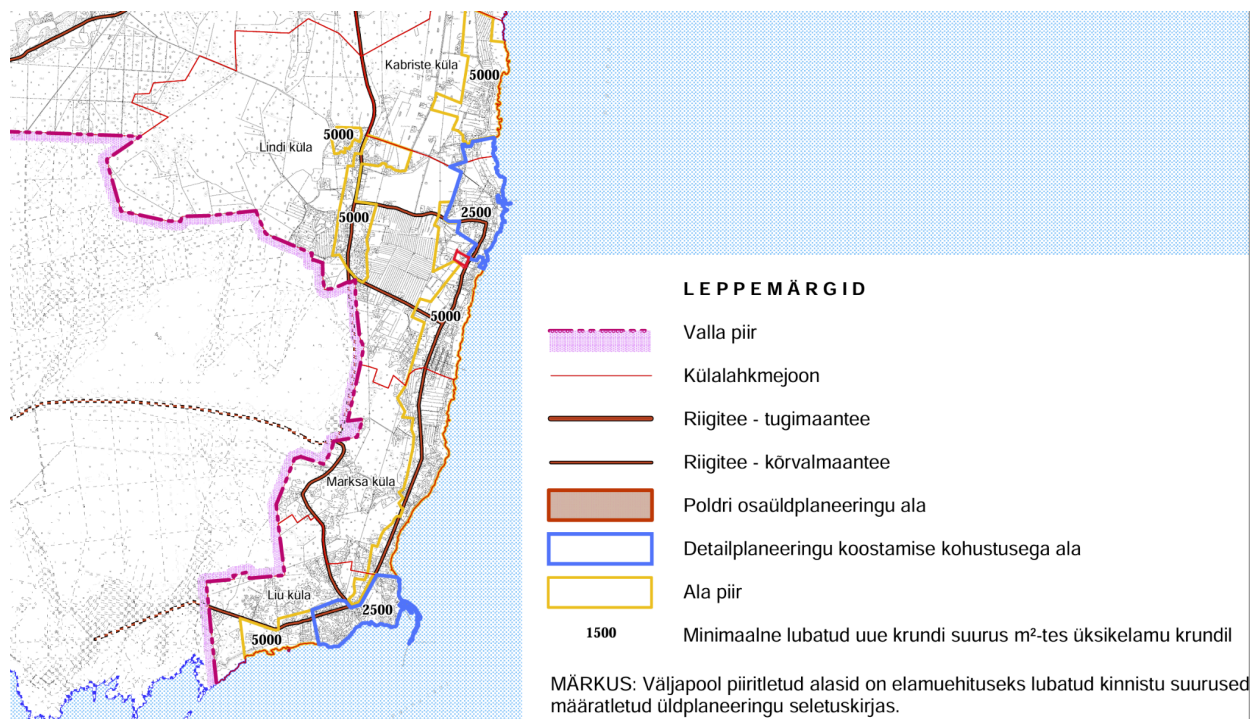 Kabriste küla
5000
5000
Lindi küla
2500
5000
5000
Marksa küla
Liu küla
2500
5000
LEPPEMÄRGID
Valla piir
Külalahkmejoon
Riigitee - tugimaantee
Riigitee - kõrvalmaantee
Poldri osaüldplaneeringu ala
Detailplaneeringu koostamise kohustusega ala
Ala piir
1500 Minimaalne lubatud uue krundi suurus m²-tes üksikelamu krundil
MÄRKUS: Väljapool piiritletud alasid on elamuehituseks lubatud kinnistu suurused
määratletud üldplaneeringu seletuskirjas.